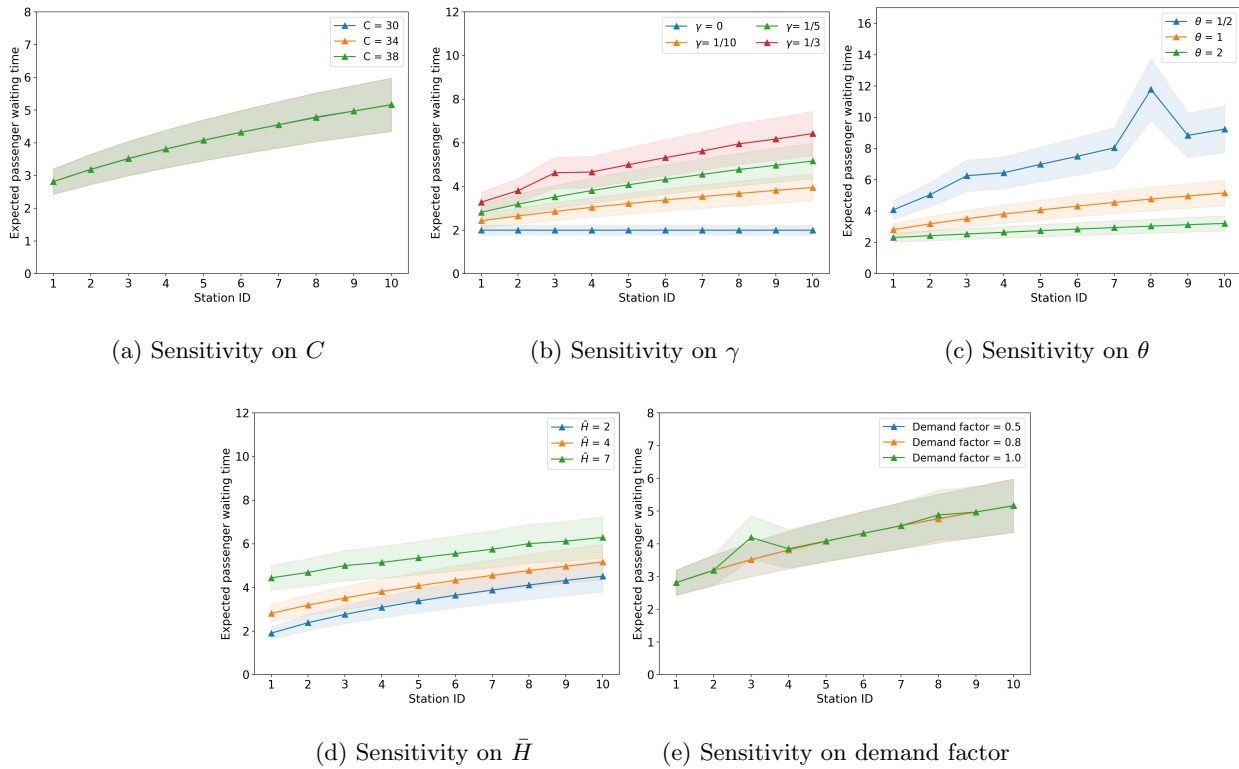 Expected passenger waiting time
8
7
6
5
4
3
2
1
0
C = 30
C = 34
C = 38
1 2 3 4 5 6 7 8 9 10
Station ID
(a) Sensitivity on C
Expected passenger waiting time
12
10
8
6
4
2
0
γ = 0 γ= 1/5
γ= 1/10 γ= 1/3
1 2 3 4 5 6 7 8 9 10
Station ID
(b) Sensitivity on γ
Expected passenger waiting time
16
14
12
10
8
6
4
2
0
θ = 1/2
θ = 1
θ = 2
1 2 3 4 5 6 7 8 9 10
Station ID
(c) Sensitivity on θ
Expected passenger waiting time
12
10
8
6
4
2
0
H̄ = 2
H̄ = 4
H̄ = 7
1 2 3 4 5 6 7 8 9 10
Station ID
(d) Sensitivity on H̄
Expected passenger waiting time
8
7
6
5
4
3
2
1
0
Demand factor = 0.5
Demand factor = 0.8
Demand factor = 1.0
1 2 3 4 5 6 7 8 9 10
Station ID
(e) Sensitivity on demand factor